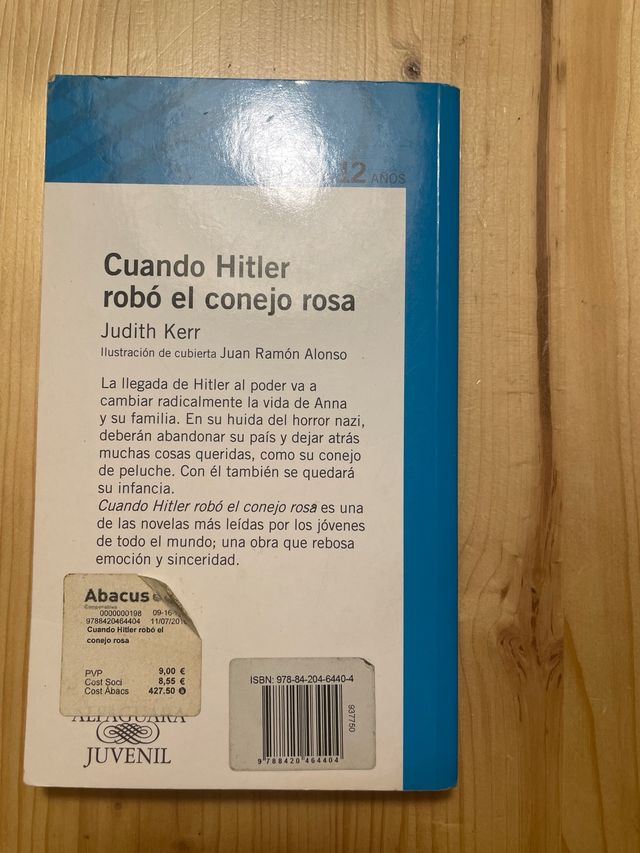 12 AÑOS
Cuando Hitler
robó el conejo rosa
Judith Kerr
Ilustración de cubierta Juan Ramón Alonso
La llegada de Hitler al poder va a
cambiar radicalmente la vida de Anna
y su familia. En su huida del horror nazi,
deberán abandonar su país y dejar atrás
muchas cosas queridas, como su conejo
de peluche. Con él también se quedará
su infancia.
Cuando Hitler robó el conejo rosa es una
de las novelas más leídas por los jóvenes
de todo el mundo; una obra que rebosa
emoción y sinceridad.
Abacus
Cooperativa
0000000198 09-16-
9788420464404 11/07/201
Cuando Hitler robó el
conejo rosa
PVP 9,00 €
Cost Soci 8,55 €
Cost Abacs 427.50
ALFAGUARA
JUVENIL
ISBN: 978-84-204-6440-4
937750
9 788420 464404